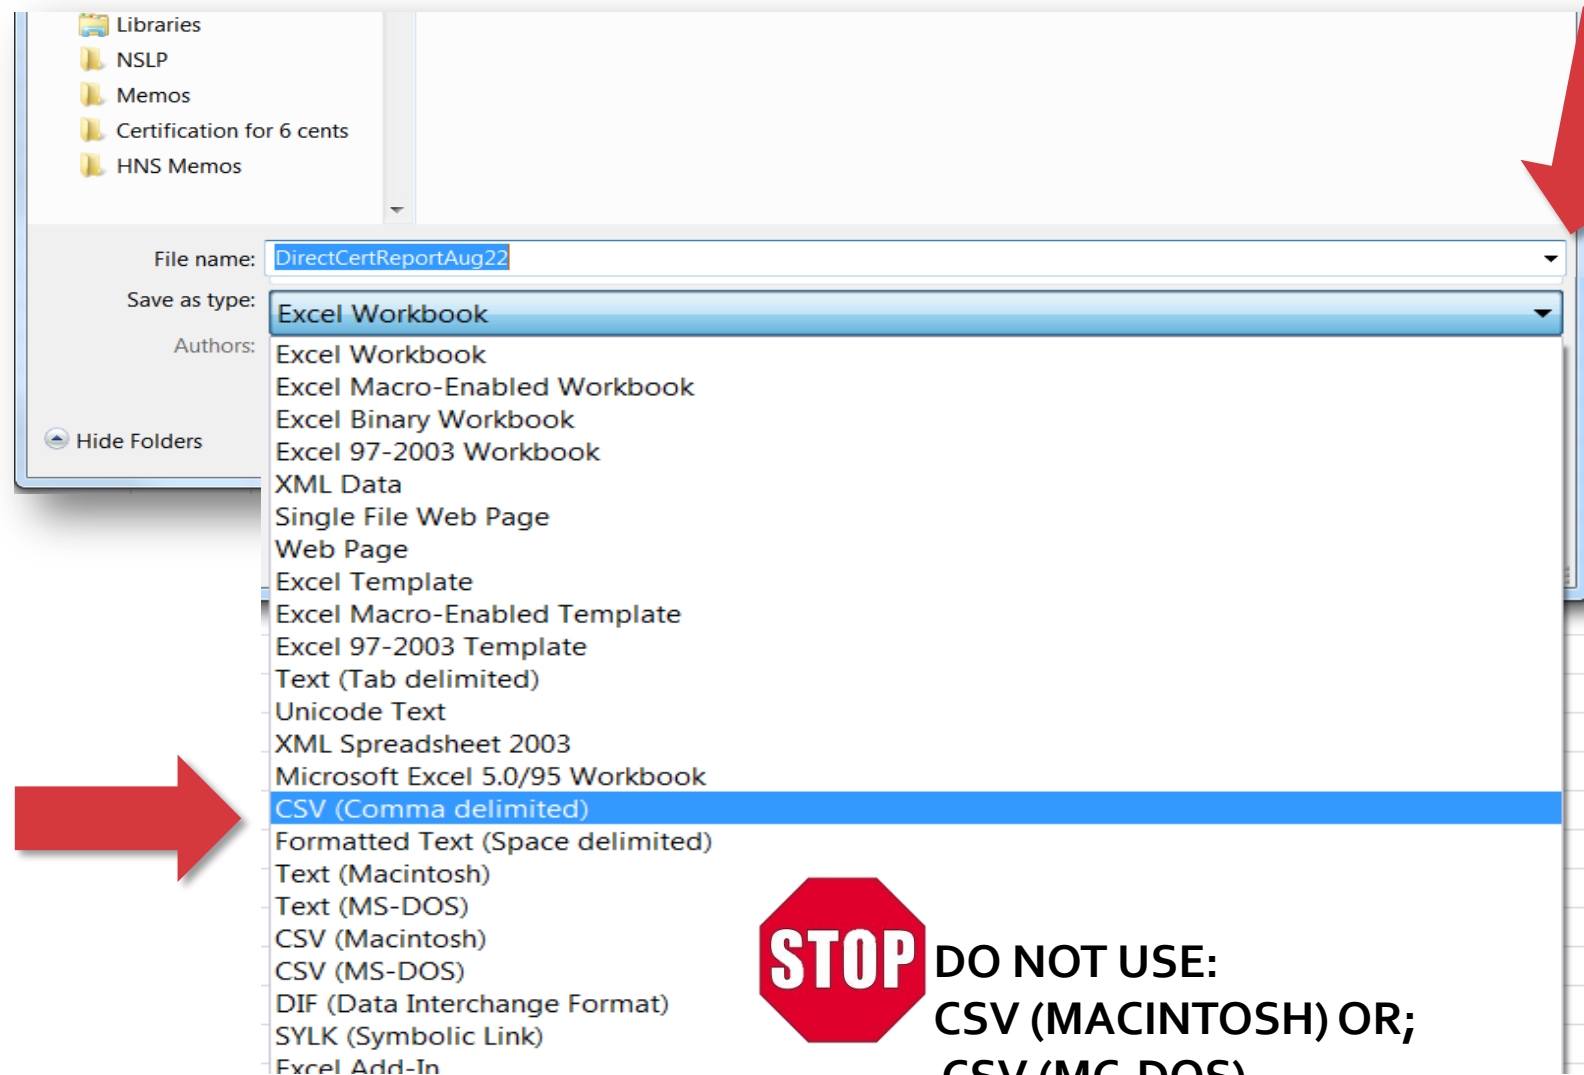 Libraries
NSLP
Memos
Certification for 6 cents
HNS Memos
File name: DirectCertReportAug22
Save as type: Excel Workbook
Authors:
Excel Workbook
Excel Macro-Enabled Workbook
Excel Binary Workbook
Hide Folders
Excel 97-2003 Workbook
XML Data
Single File Web Page
Web Page
Excel Template
Excel Macro-Enabled Template
Excel 97-2003 Template
Text (Tab delimited)
Unicode Text
XML Spreadsheet 2003
Microsoft Excel 5.0/95 Workbook
CSV (Comma delimited)
Formatted Text (Space delimited)
Text (Macintosh)
Text (MS-DOS)
CSV (Macintosh)
CSV (MS-DOS)
DIF (Data Interchange Format)
SYLK (Symbolic Link)
Excel Add-In
STOP
DO NOT USE:
CSV (MACINTOSH) OR;
CSV (MC-DOS)